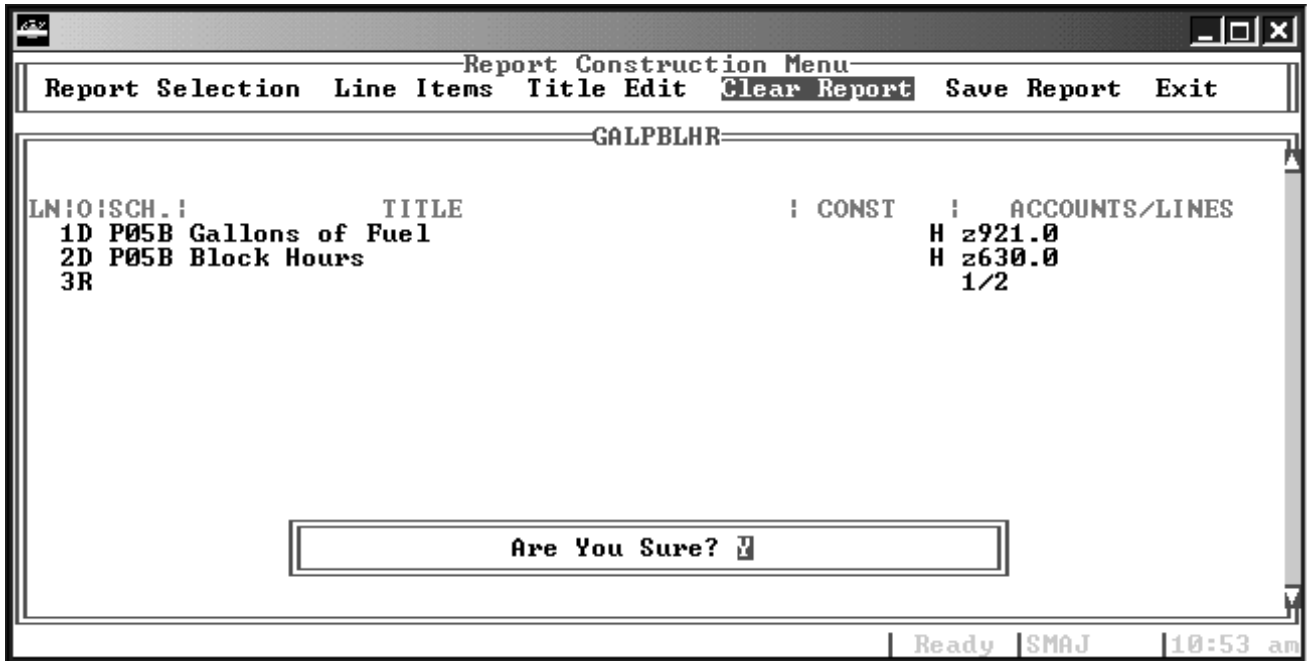 Report Construction Menu
Report Selection Line Items Title Edit Clear Report Save Report Exit
GALPBLHR
LN¦O¦SCH.¦ TITLE ¦ CONST ¦ ACCOUNTS/LINES
1D P05B Gallons of Fuel H z921.0
2D P05B Block Hours H z630.0
3R 1/2
Are You Sure? Y
Ready SMAJ 10:53 am